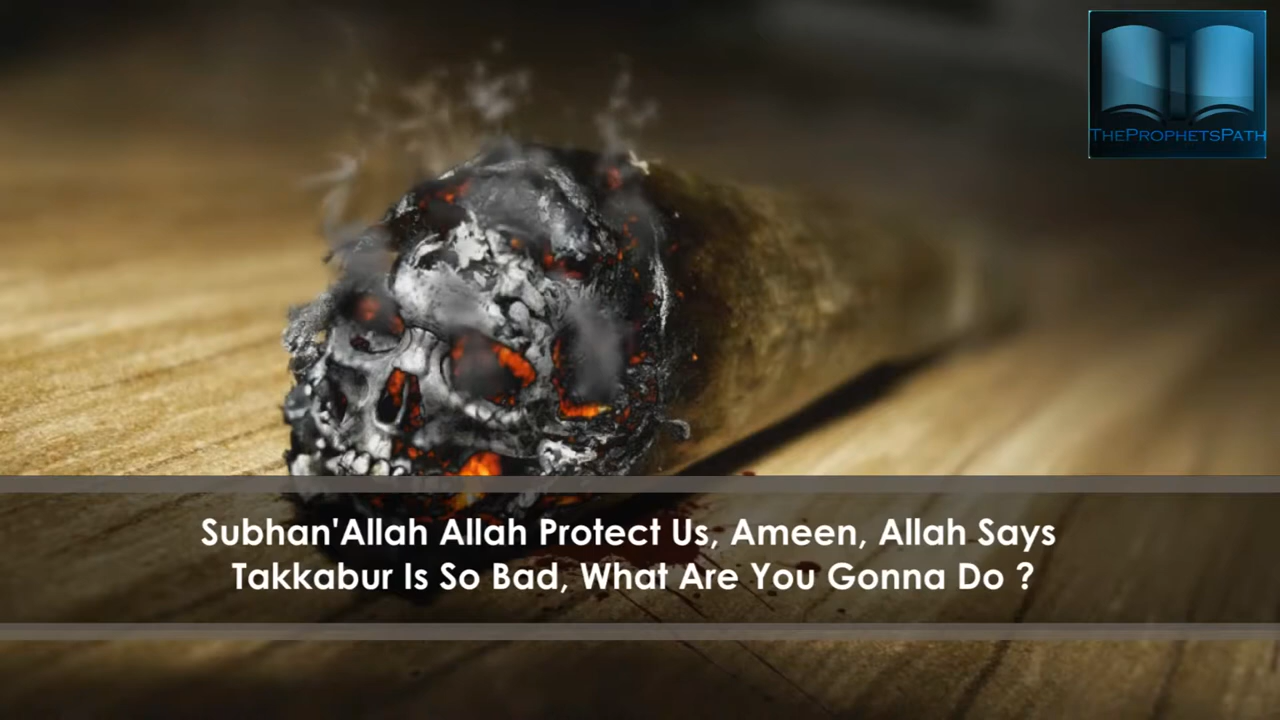 THEPROPHETSPATH
Subhan'Allah Allah Protect Us, Ameen, Allah Says
Takkabur Is So Bad, What Are You Gonna Do ?